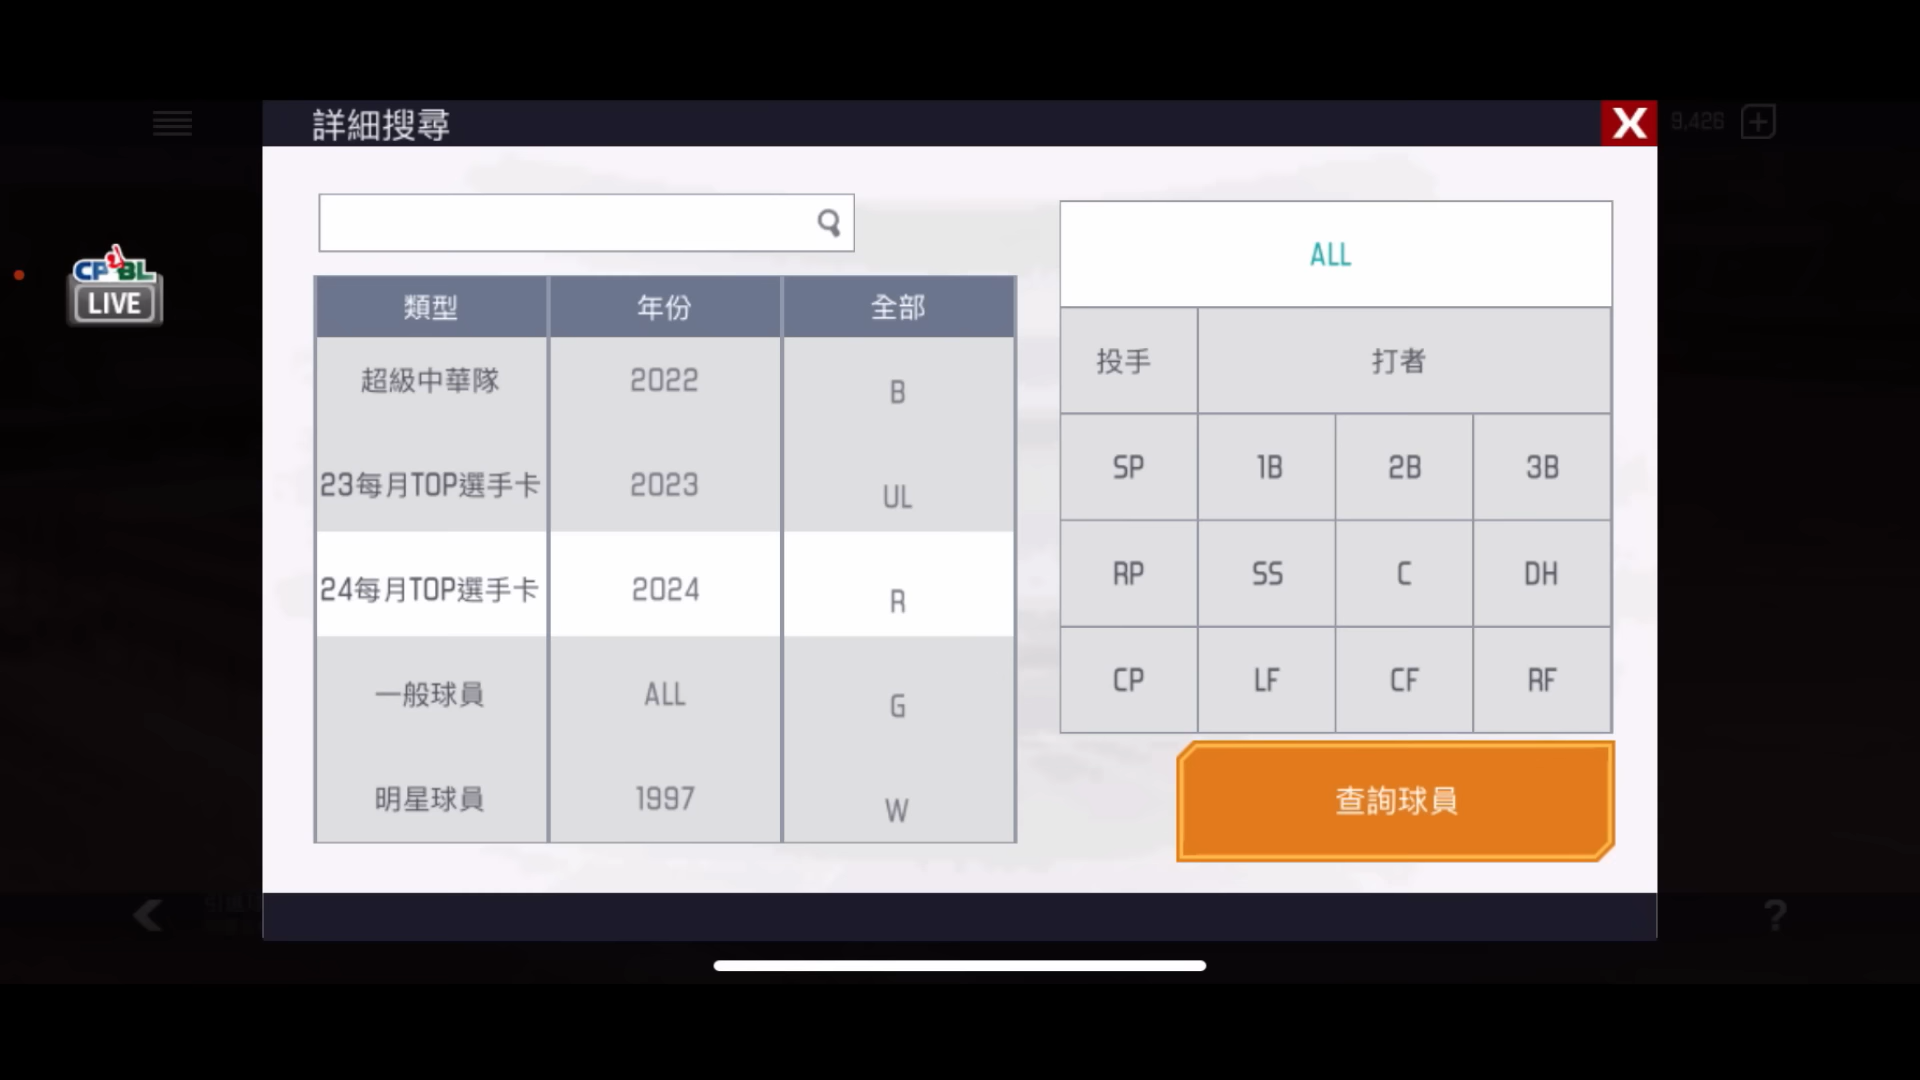 詳細搜尋
X
9,426
CPBL
LIVE
ALL
類型 年份 全部
超級中華隊 2022 B
23每月TOP選手卡 2023 UL
24每月TOP選手卡 2024 R
一般球員 ALL G
明星球員 1997 W
投手 打者
SP 1B 2B 3B
RP SS C DH
CP LF CF RF
查詢球員
?